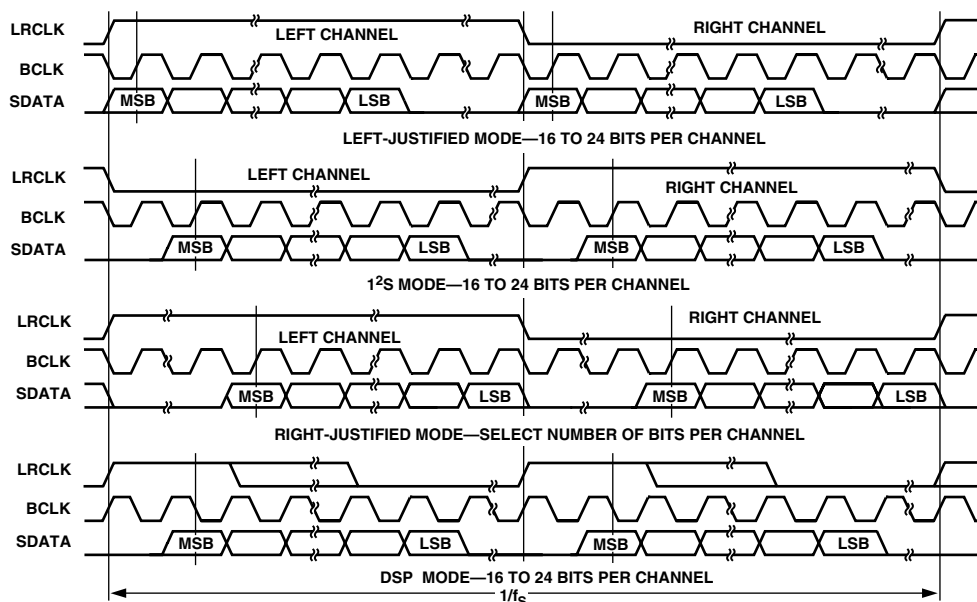 LRCLK
LEFT CHANNEL
RIGHT CHANNEL
BCLK
SDATA
MSB
LSB
MSB
LSB
LEFT-JUSTIFIED MODE—16 TO 24 BITS PER CHANNEL
LRCLK
LEFT CHANNEL
RIGHT CHANNEL
BCLK
SDATA
MSB
LSB
MSB
LSB
1²S MODE—16 TO 24 BITS PER CHANNEL
LRCLK
LEFT CHANNEL
RIGHT CHANNEL
BCLK
SDATA
MSB
LSB
MSB
LSB
RIGHT-JUSTIFIED MODE—SELECT NUMBER OF BITS PER CHANNEL
LRCLK
BCLK
SDATA
MSB
LSB
MSB
LSB
DSP MODE—16 TO 24 BITS PER CHANNEL
1/fS